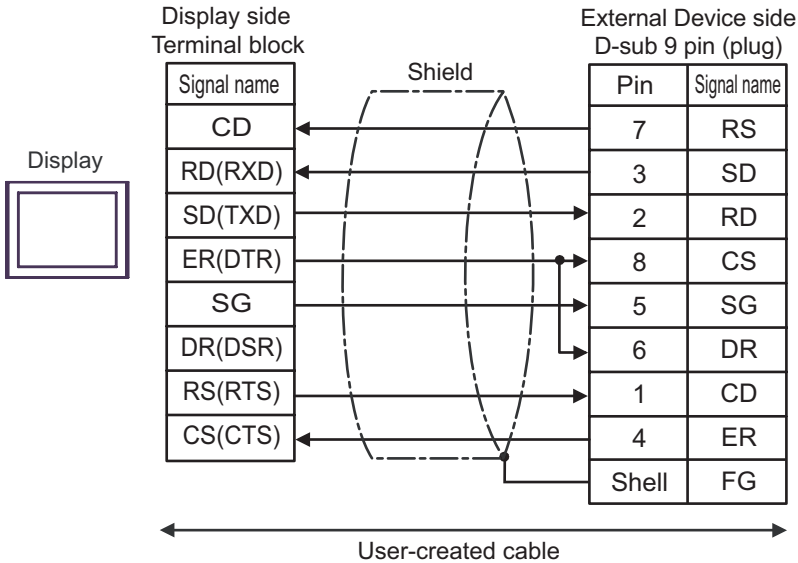 Display side
Terminal block
External Device side
D-sub 9 pin (plug)
Display
Shield
Signal name
Pin Signal name
CD
7 RS
RD(RXD)
3 SD
SD(TXD)
2 RD
ER(DTR)
8 CS
SG
5 SG
DR(DSR)
6 DR
RS(RTS)
1 CD
CS(CTS)
4 ER
Shell FG
User-created cable